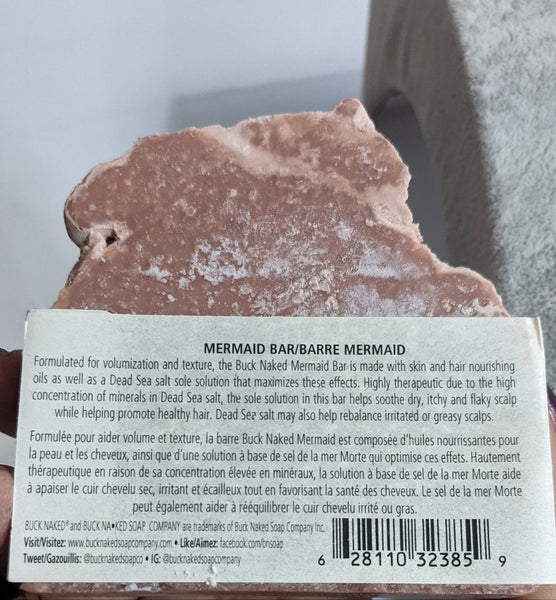 MERMAID BAR/BARRE MERMAID
Formulated for volumization and texture, the Buck Naked Mermaid Bar is made with skin and hair nourishing
oils as well as a Dead Sea salt sole solution that maximizes these effects. Highly therapeutic due to the high
concentration of minerals in Dead Sea salt, the sole solution in this bar helps soothe dry, itchy and flaky scalp
while helping promote healthy hair. Dead Sea salt may also help rebalance irritated or greasy scalps.
Formulée pour aider volume et texture, la barre Buck Naked Mermaid est composée d'huiles nourrissantes pour
la peau et les cheveux, ainsi que d'une solution à base de sel de la mer Morte qui optimise ces effets. Hautement
thérapeutique en raison de sa concentration élevée en minéraux, la solution à base de sel de la mer Morte aide
à apaiser le cuir chevelu sec, irritant et écailleux tout en favorisant la santé des cheveux. Le sel de la mer Morte
peut également aider à rééquilibrer le cuir chevelu irrité ou gras.
BUCK NAKED® and BUCK NA•KED SOAP COMPANY are trademarks of Buck Naked Soap Company Inc.
Visit/Visitez: www.bucknakedsoapcompany.com • Like/Aimez: facebook.com/bnsoap
Tweet/Gazouillis: @bucknakedsoapco • IG: @bucknakedsoapcompany
6 28110 32385 9